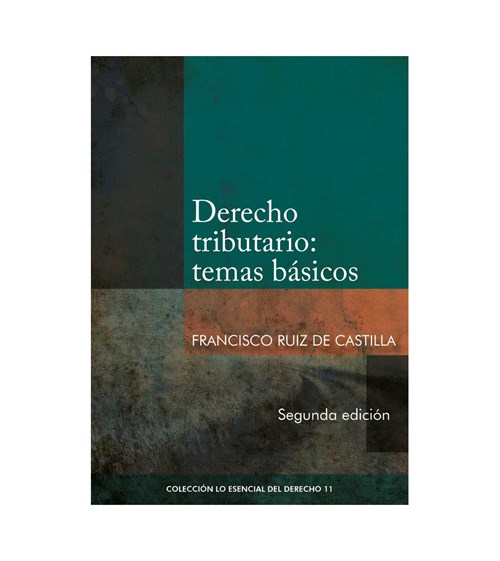 Derecho
tributario:
temas básicos
FRANCISCO RUIZ DE CASTILLA
Segunda edición
COLECCIÓN LO ESENCIAL DEL DERECHO 11